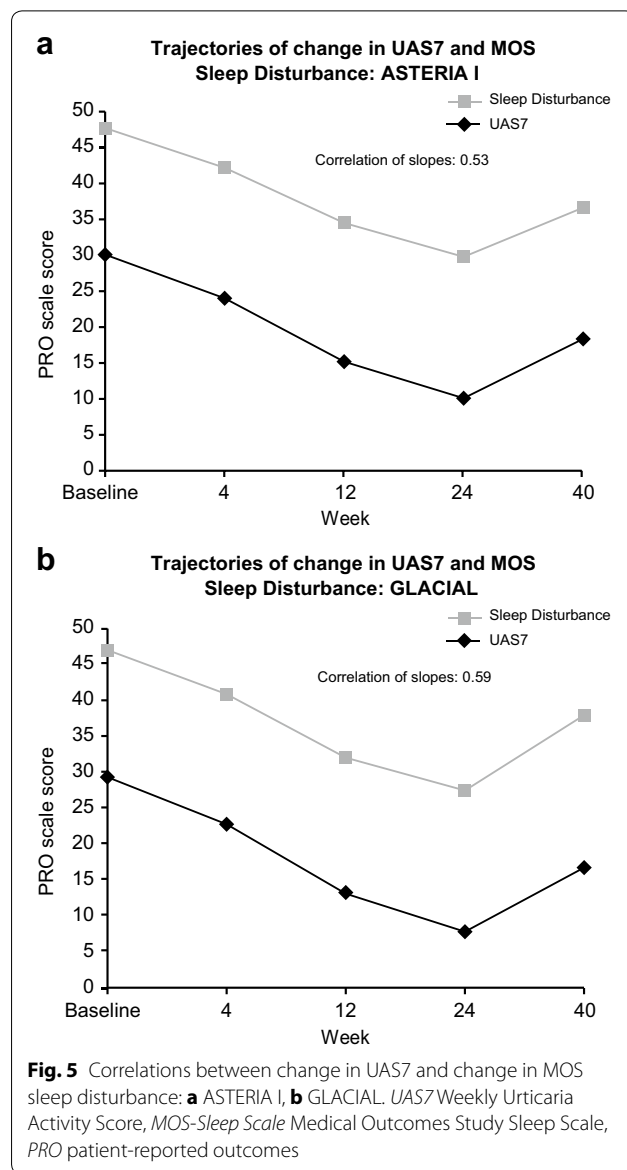 a
Trajectories of change in UAS7 and MOS
Sleep Disturbance: ASTERIA I
Sleep Disturbance
UAS7
Correlation of slopes: 0.53
50
45
40
35
30
25
20
15
10
5
0
PRO scale score
Baseline 4 12 24 40
Week
b
Trajectories of change in UAS7 and MOS
Sleep Disturbance: GLACIAL
Sleep Disturbance
UAS7
Correlation of slopes: 0.59
50
45
40
35
30
25
20
15
10
5
0
PRO scale score
Baseline 4 12 24 40
Week
Fig. 5 Correlations between change in UAS7 and change in MOS
sleep disturbance: a ASTERIA I, b GLACIAL. UAS7 Weekly Urticaria
Activity Score, MOS-Sleep Scale Medical Outcomes Study Sleep Scale,
PRO patient-reported outcomes